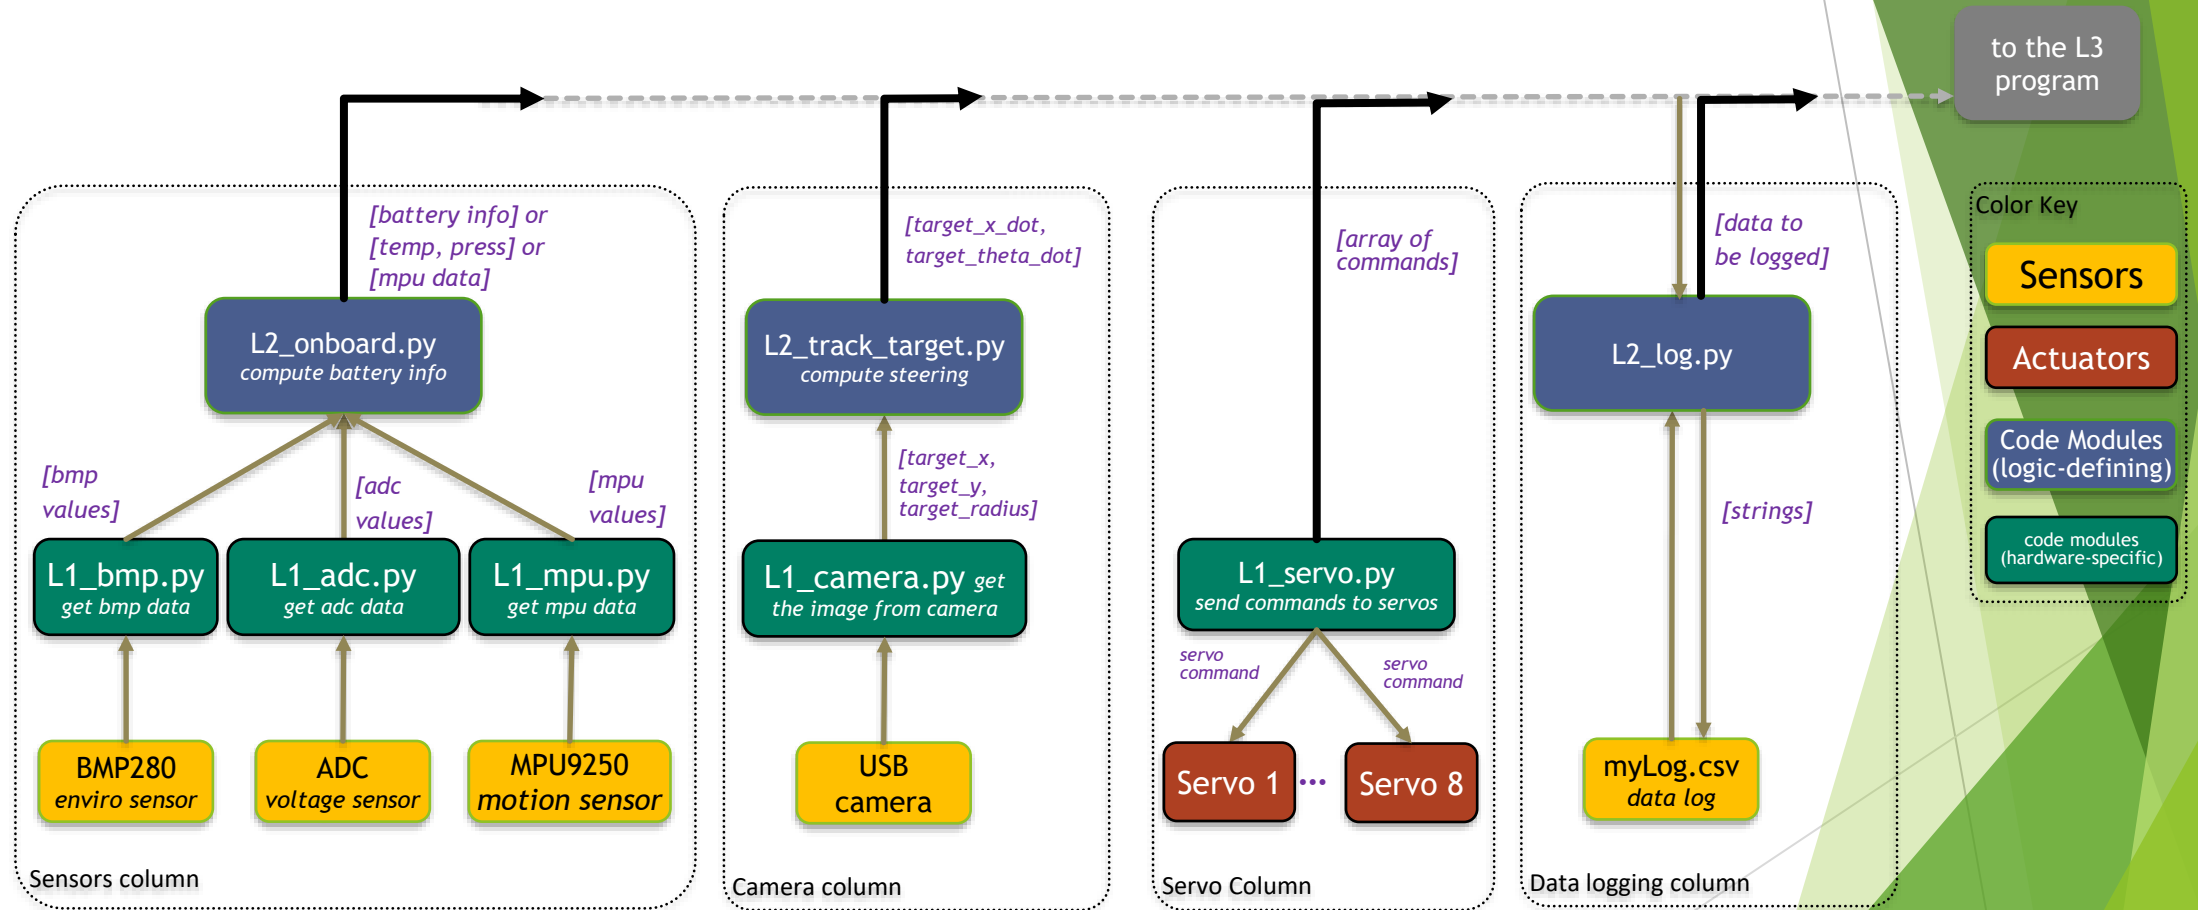 to the L3
program
[battery info] or
[temp, press] or
[mpu data]
L2_onboard.py
compute battery info
[bmp
values]
[adc
values]
[mpu
values]
L1_bmp.py
get bmp data
L1_adc.py
get adc data
L1_mpu.py
get mpu data
BMP280
enviro sensor
ADC
voltage sensor
MPU9250
motion sensor
Sensors column
[target_x_dot,
target_theta_dot]
L2_track_target.py
compute steering
[target_x,
target_y,
target_radius]
L1_camera.py get
the image from camera
USB
camera
Camera column
[array of
commands]
L1_servo.py
send commands to servos
servo
command
servo
command
Servo 1
...
Servo 8
Servo Column
[data to
be logged]
L2_log.py
[strings]
myLog.csv
data log
Data logging column
Color Key
Sensors
Actuators
Code Modules
(logic-defining)
code modules
(hardware-specific)